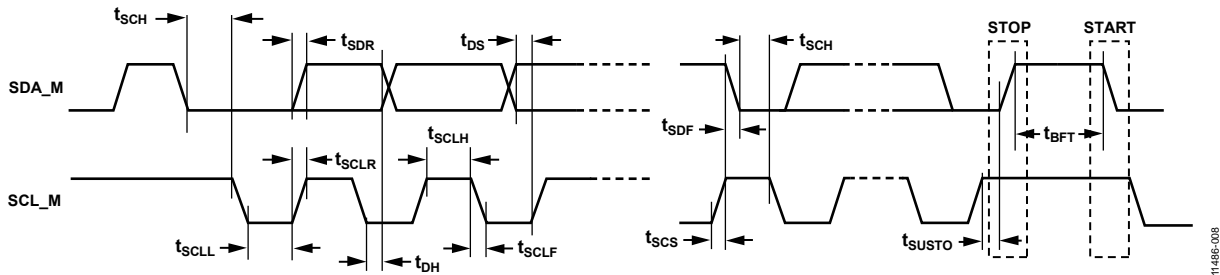 STOP START
tSCH tSDR tDS tSCH
SDA_M
tSDF tBFT
tSCLH
tSCLR
SCL_M
tSCLL tDH tSCLF tSCS tSUSTO
11486-008